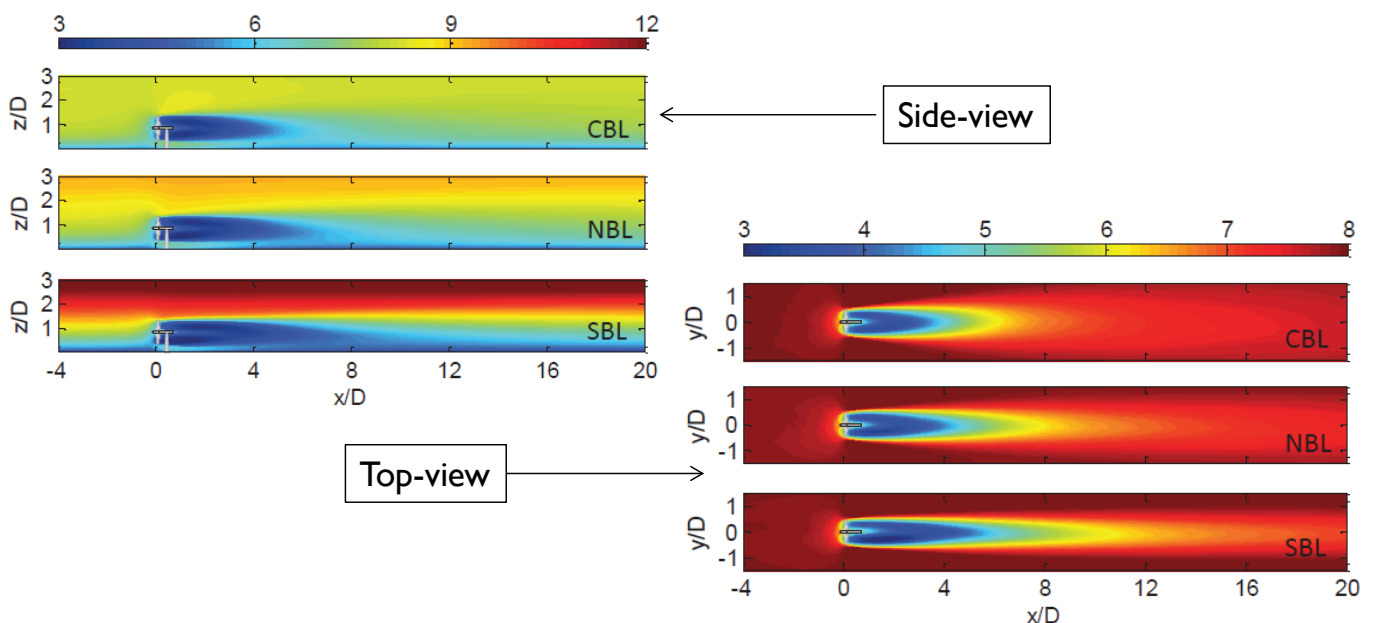 3 6 9 12
z/D 3 2 1 CBL
Side-view
z/D 3 2 1 NBL
z/D 3 2 1 SBL
-4 0 4 8 12 16 20
x/D
3 4 5 6 7 8
y/D 1 0 -1 CBL
Top-view
y/D 1 0 -1 NBL
y/D 1 0 -1 SBL
-4 0 4 8 12 16 20
x/D